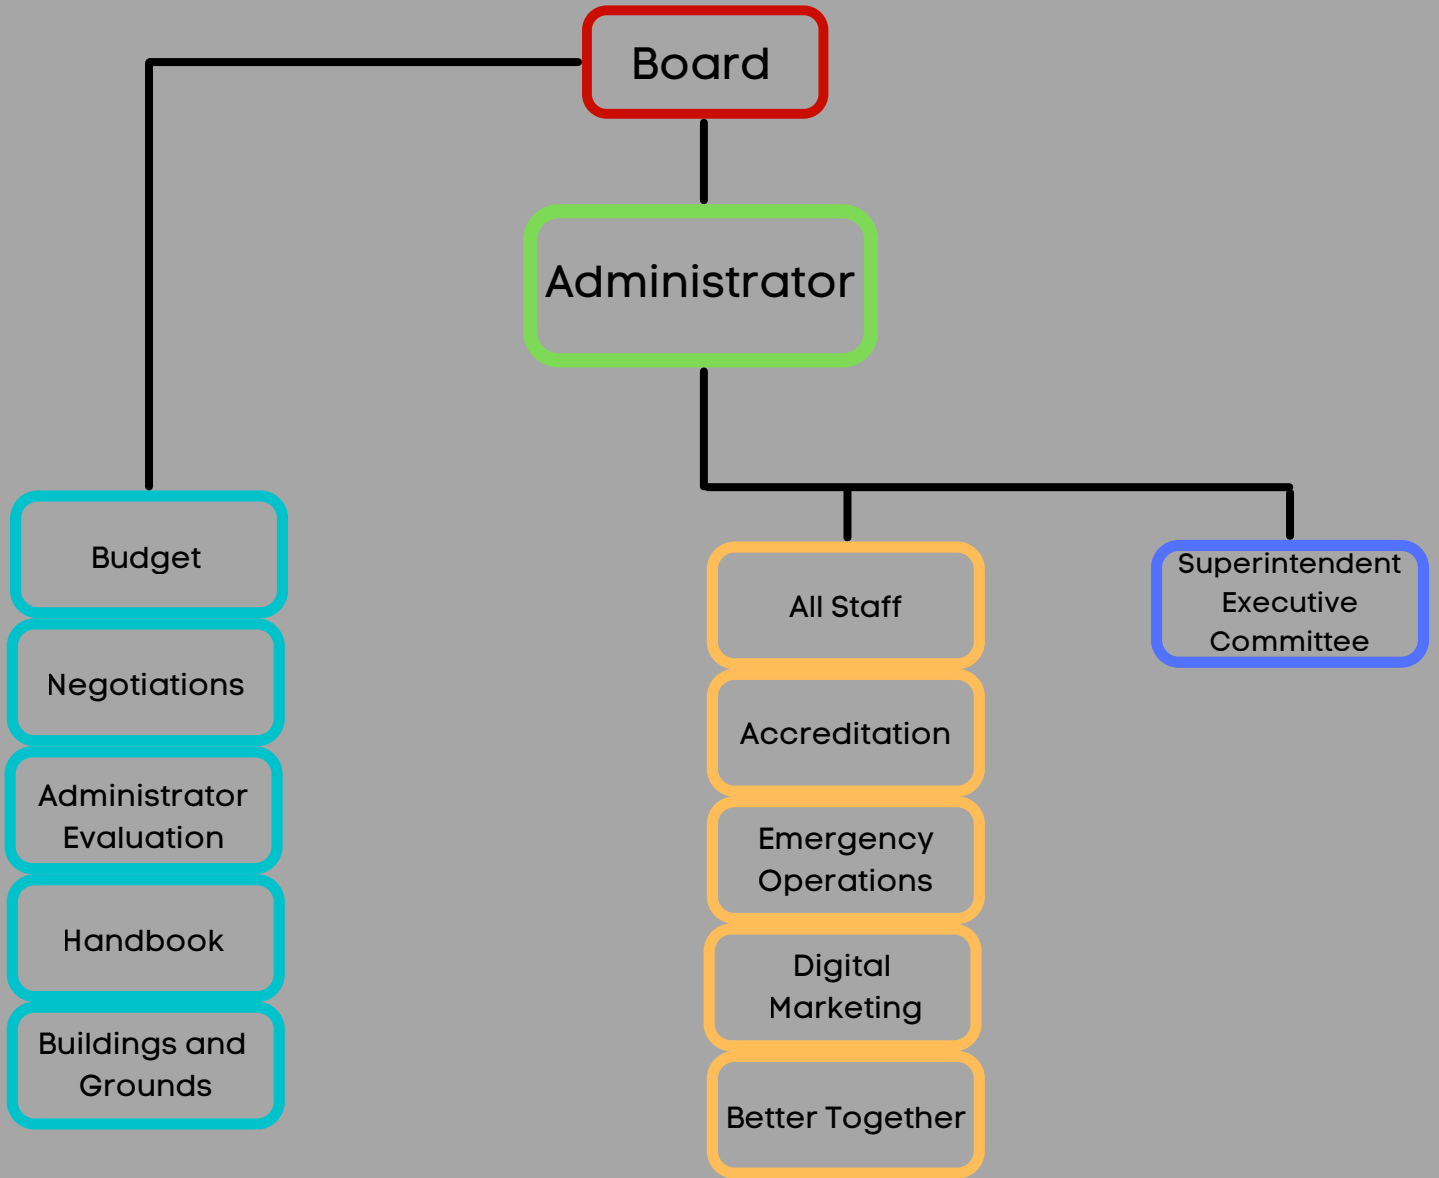 Board
Administrator
Budget
Negotiations
Administrator
Evaluation
Handbook
Buildings and
Grounds
All Staff
Accreditation
Emergency
Operations
Digital
Marketing
Better Together
Superintendent
Executive
Committee